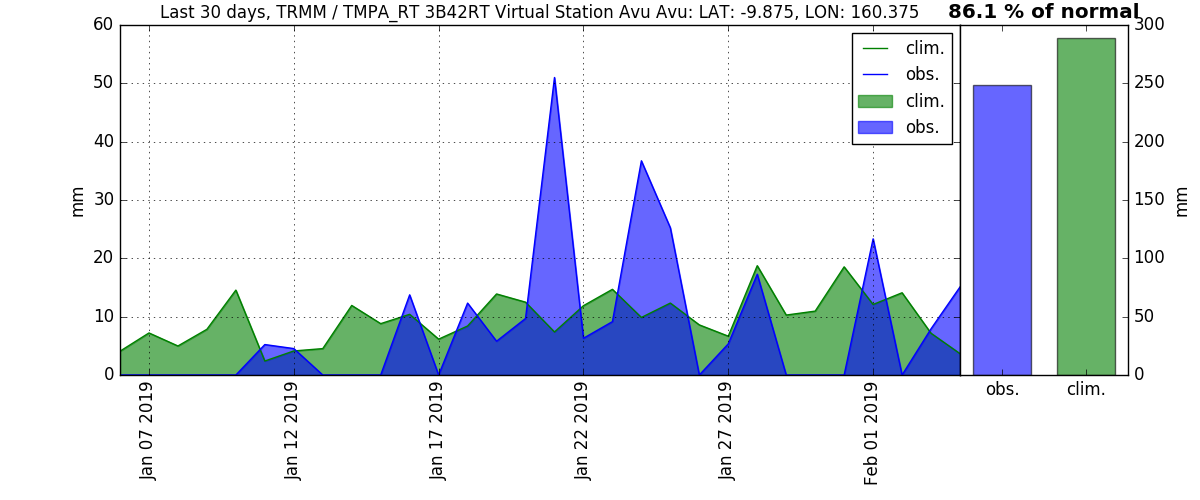 Last 30 days, TRMM / TMPA_RT 3B42RT Virtual Station Avu Avu: LAT: -9.875, LON: 160.375
86.1 % of normal
60
50
40
30
20
10
0
mm
clim.
obs.
clim.
obs.
Jan 07 2019
Jan 12 2019
Jan 17 2019
Jan 22 2019
Jan 27 2019
Feb 01 2019
300
250
200
150
100
50
0
mm
obs.
clim.